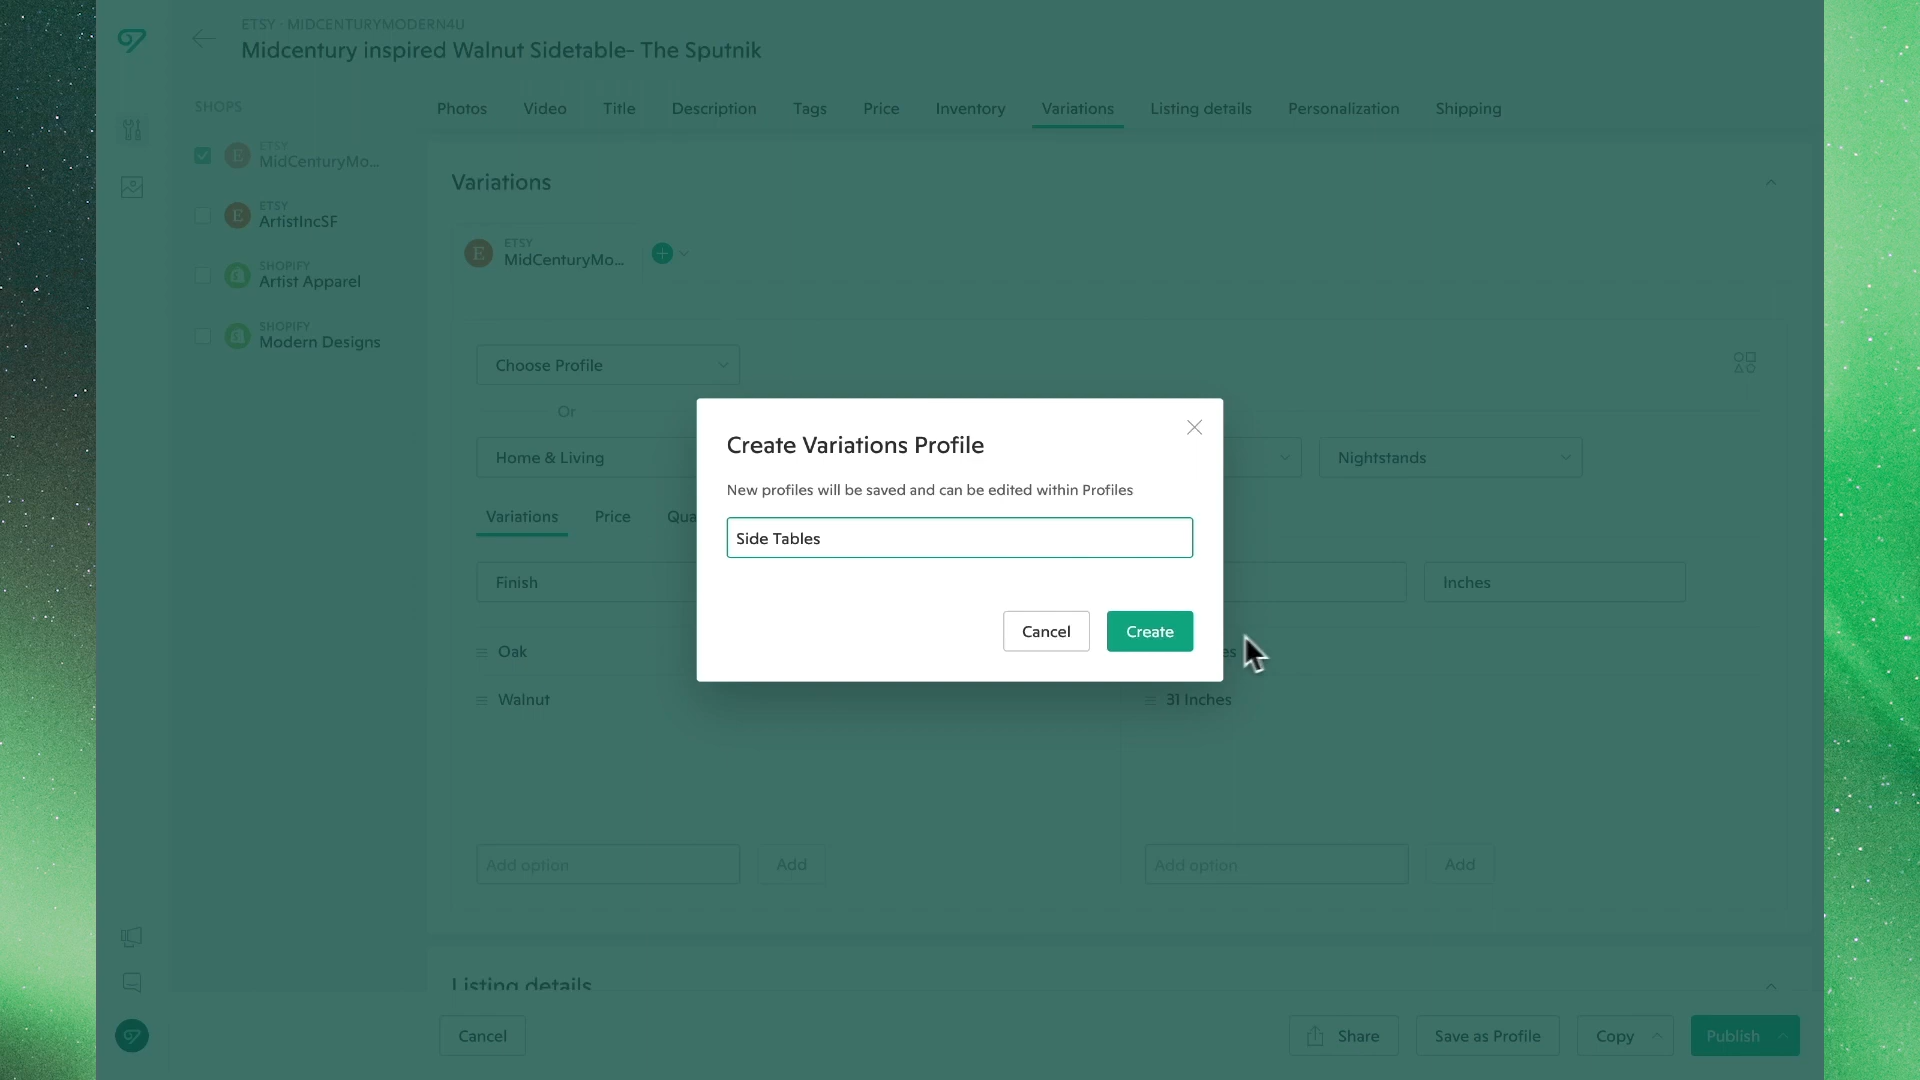 ETSY · MIDCENTURYMODERN4U
Midcentury inspired Walnut Sidetable- The Sputnik
SHOPS
ETSY
MidCenturyMo...
ETSY
ArtistIncSF
SHOPIFY
Artist Apparel
SHOPIFY
Modern Designs
Photos Video Title Description Tags Price Inventory Variations Listing details Personalization Shipping
Variations
ETSY
MidCenturyMo...
Choose Profile
Or
Home & Living
Nightstands
Variations Price Qua
Finish
Inches
Oak
es
Walnut
31 Inches
Add option Add
Add option Add
Create Variations Profile
New profiles will be saved and can be edited within Profiles
Side Tables
Cancel Create
Listing details
Cancel Share Save as Profile Copy Publish